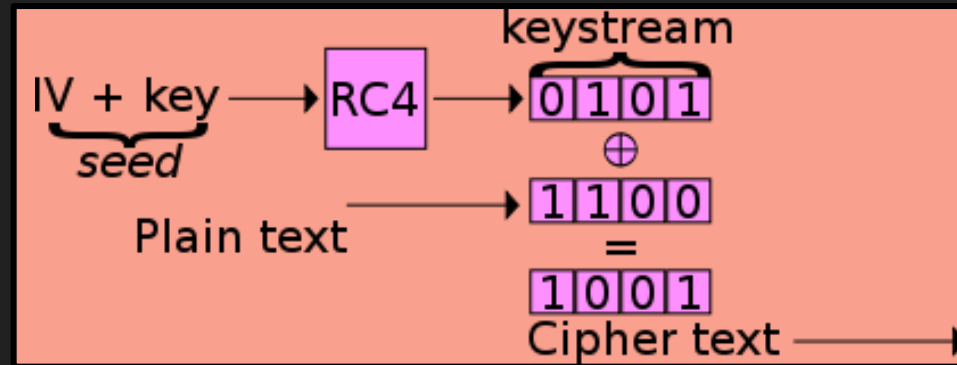 keystream
IV + key
RC4
0 1 0 1
seed
⊕
Plain text
1 1 0 0
=
1 0 0 1
Cipher text